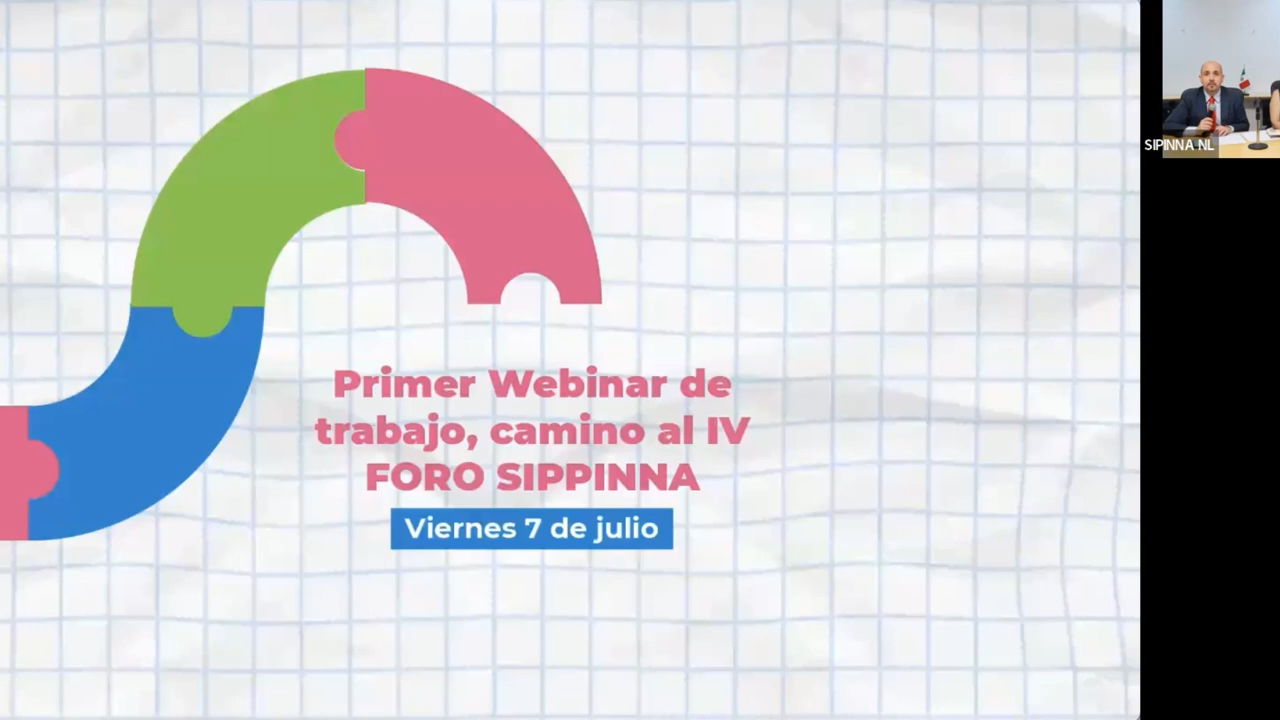 Primer Webinar de
trabajo, camino al IV
FORO SIPPINNA
Viernes 7 de julio
SIPINNA NL